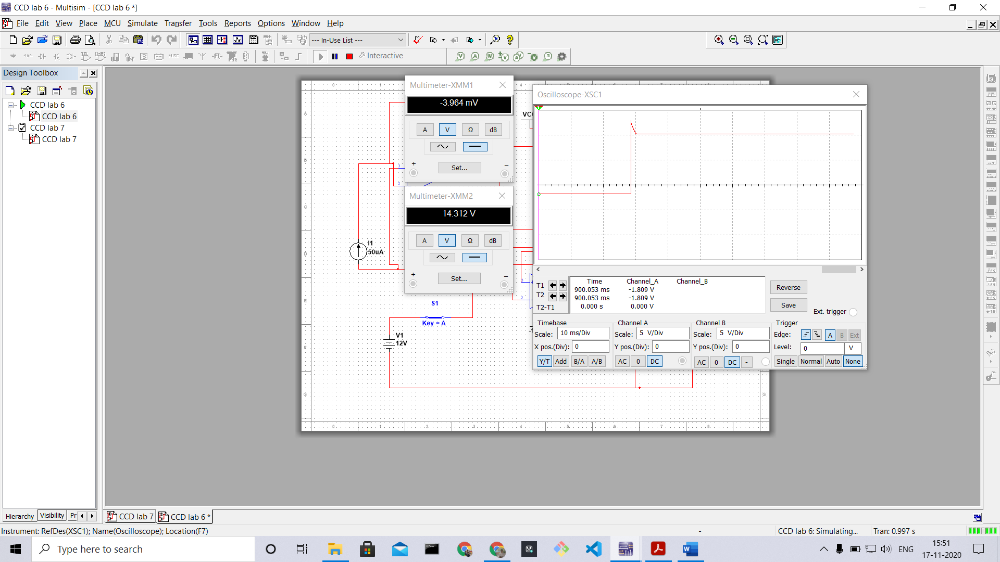 CCD lab 6 - Multisim - [CCD lab 6 *]
File Edit View Place MCU Simulate Transfer Tools Reports Options Window Help
--- In-Use List ---
MISC
Interactive
Design Toolbox
CCD lab 6
CCD lab 6
CCD lab 7
CCD lab 7
Multimeter-XMM1
-3.964 mV
A V Ω dB
+ Set... –
Multimeter-XMM2
14.312 V
A V Ω dB
+ Set... –
VC
I1
50uA
S1
Key = A
V1
12V
Oscilloscope-XSC1
T1
T2
T2-T1
Time Channel_A Channel_B
900.053 ms -1.809 V
900.053 ms -1.809 V
0.000 s 0.000 V
Reverse
Save
Ext. trigger
Timebase
Scale: 10 ms/Div
X pos.(Div): 0
Y/T Add B/A A/B
Channel A
Scale: 5 V/Div
Y pos.(Div): 0
AC 0 DC
Channel B
Scale: 5 V/Div
Y pos.(Div): 0
AC 0 DC -
Trigger
Edge: A B Ext
Level: 0 V
Single Normal Auto None
Hierarchy Visibility Pr
CCD lab 7 CCD lab 6 *
Instrument: RefDes(XSC1); Name(Oscilloscope); Location(F7)
- CCD lab 6: Simulating... Tran: 0.997 s
Type here to search
ENG
15:51
17-11-2020